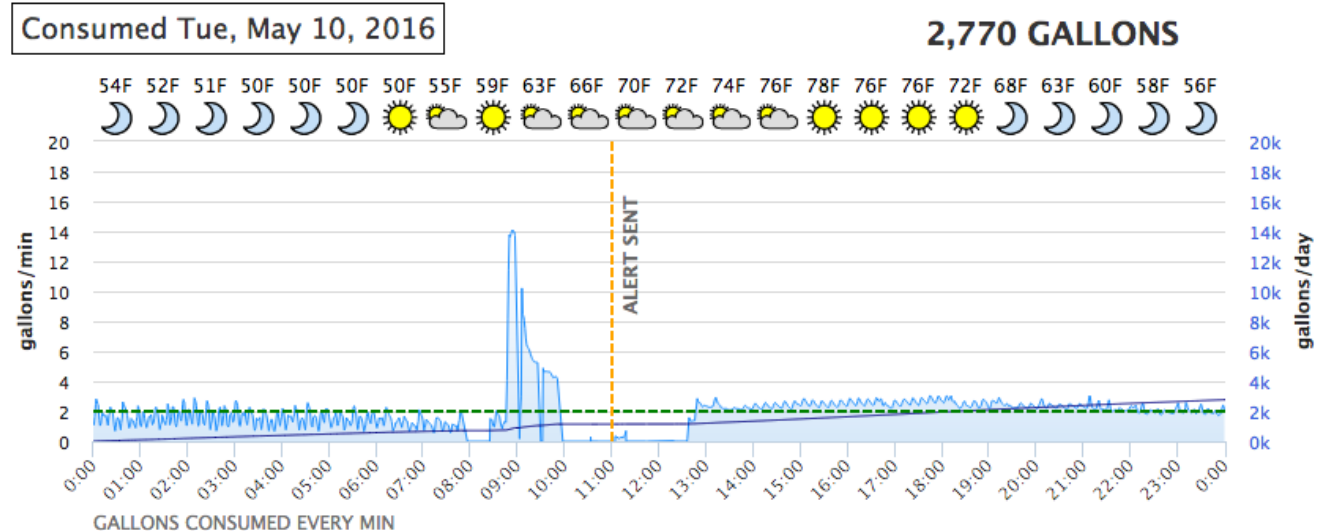 Consumed Tue, May 10, 2016
2,770 GALLONS
54F 52F 51F 50F 50F 50F 50F 55F 59F 63F 66F 70F 72F 74F 76F 78F 76F 76F 72F 68F 63F 60F 58F 56F
20 20k
18 18k
16 16k
14 14k
12 12k
10 10k
8 8k
6 6k
4 4k
2 2k
0 0k
gallons/min
ALERT SENT
gallons/day
0:00 01:00 02:00 03:00 04:00 05:00 06:00 07:00 08:00 09:00 10:00 11:00 12:00 13:00 14:00 15:00 16:00 17:00 18:00 19:00 20:00 21:00 22:00 23:00 0:00
GALLONS CONSUMED EVERY MIN